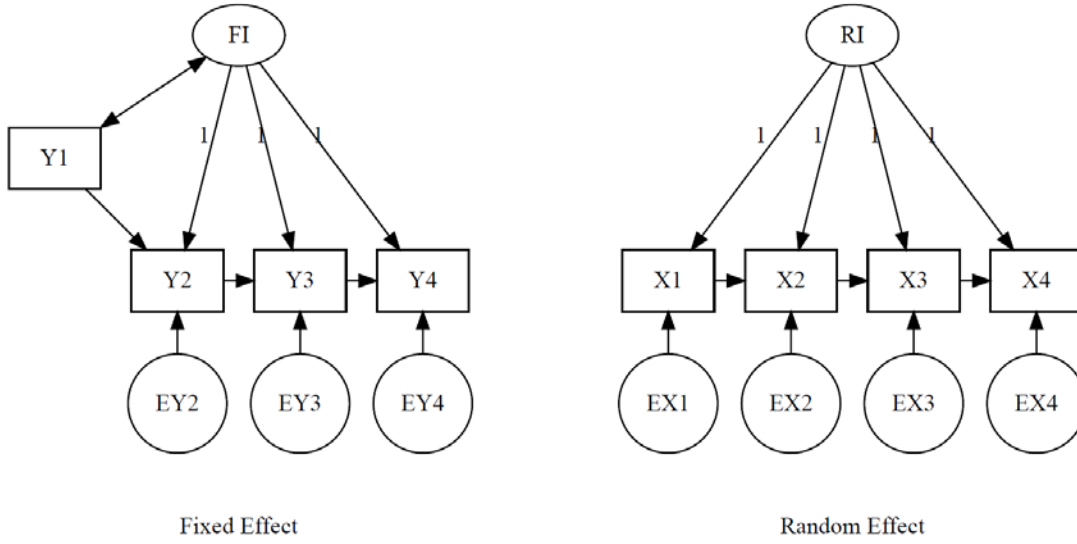 FI
RI
1
1
1
1
1
1
1
Y1
Y2
Y3
Y4
X1
X2
X3
X4
EY2
EY3
EY4
EX1
EX2
EX3
EX4
Fixed Effect
Random Effect